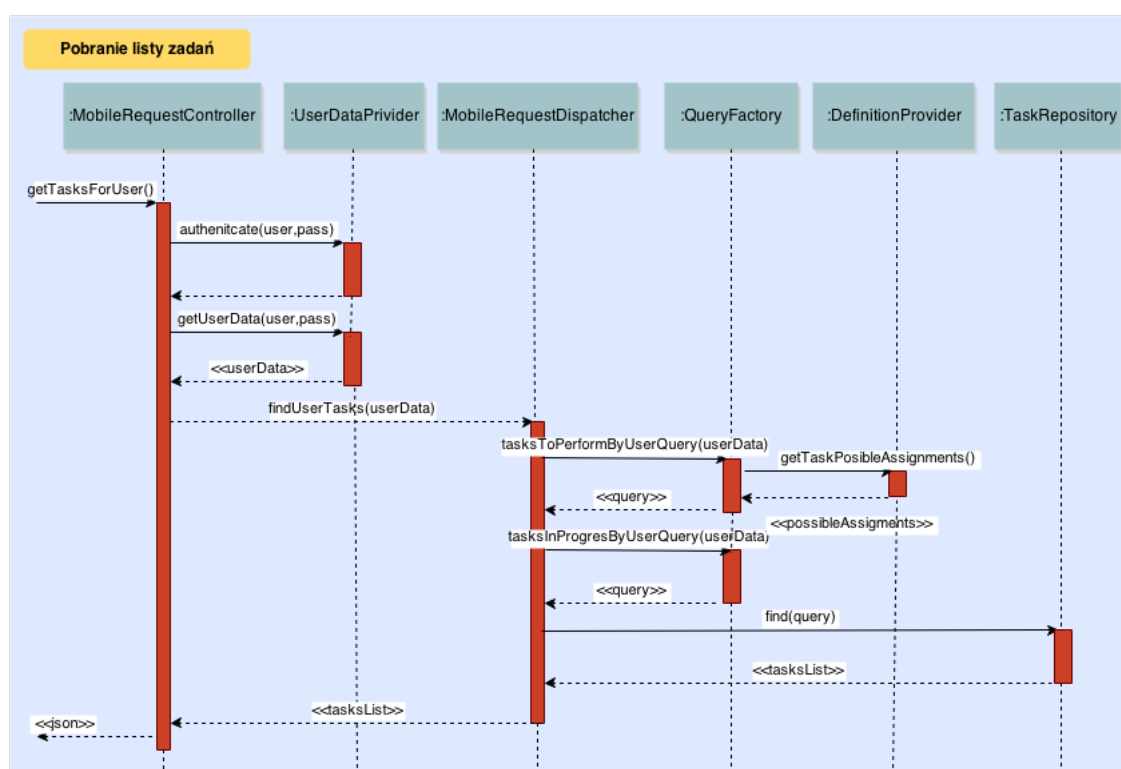 Pobranie listy zadań
:MobileRequestController
:UserDataPrivider
:MobileRequestDispatcher
:QueryFactory
:DefinitionProvider
:TaskRepository
getTasksForUser()
authenitcate(user,pass)
getUserData(user,pass)
<<userData>>
findUserTasks(userData)
tasksToPerformByUserQuery(userData)
getTaskPosibleAssignments()
<<query>>
<<possibleAssigments>>
tasksInProgresByUserQuery(userData)
<<query>>
find(query)
<<tasksList>>
<<tasksList>>
<<json>>